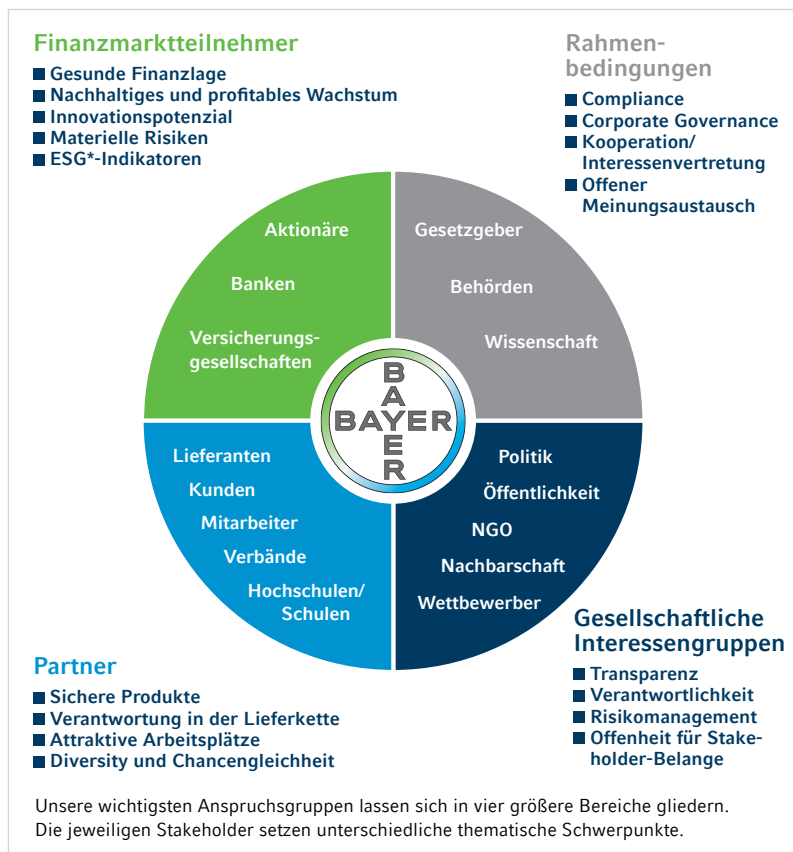 Finanzmarktteilnehmer
■ Gesunde Finanzlage
■ Nachhaltiges und profitables Wachstum
■ Innovationspotenzial
■ Materielle Risiken
■ ESG*-Indikatoren
Rahmen-
bedingungen
■ Compliance
■ Corporate Governance
■ Kooperation/
Interessenvertretung
■ Offener
Meinungsaustausch
Aktionäre
Banken
Versicherungs-
gesellschaften
Gesetzgeber
Behörden
Wissenschaft
BAYER
BAYER
Lieferanten
Kunden
Mitarbeiter
Verbände
Hochschulen/
Schulen
Politik
Öffentlichkeit
NGO
Nachbarschaft
Wettbewerber
Partner
■ Sichere Produkte
■ Verantwortung in der Lieferkette
■ Attraktive Arbeitsplätze
■ Diversity und Chancengleichheit
Gesellschaftliche
Interessengruppen
■ Transparenz
■ Verantwortlichkeit
■ Risikomanagement
■ Offenheit für Stake-
holder-Belange
Unsere wichtigsten Anspruchsgruppen lassen sich in vier größere Bereiche gliedern.
Die jeweiligen Stakeholder setzen unterschiedliche thematische Schwerpunkte.